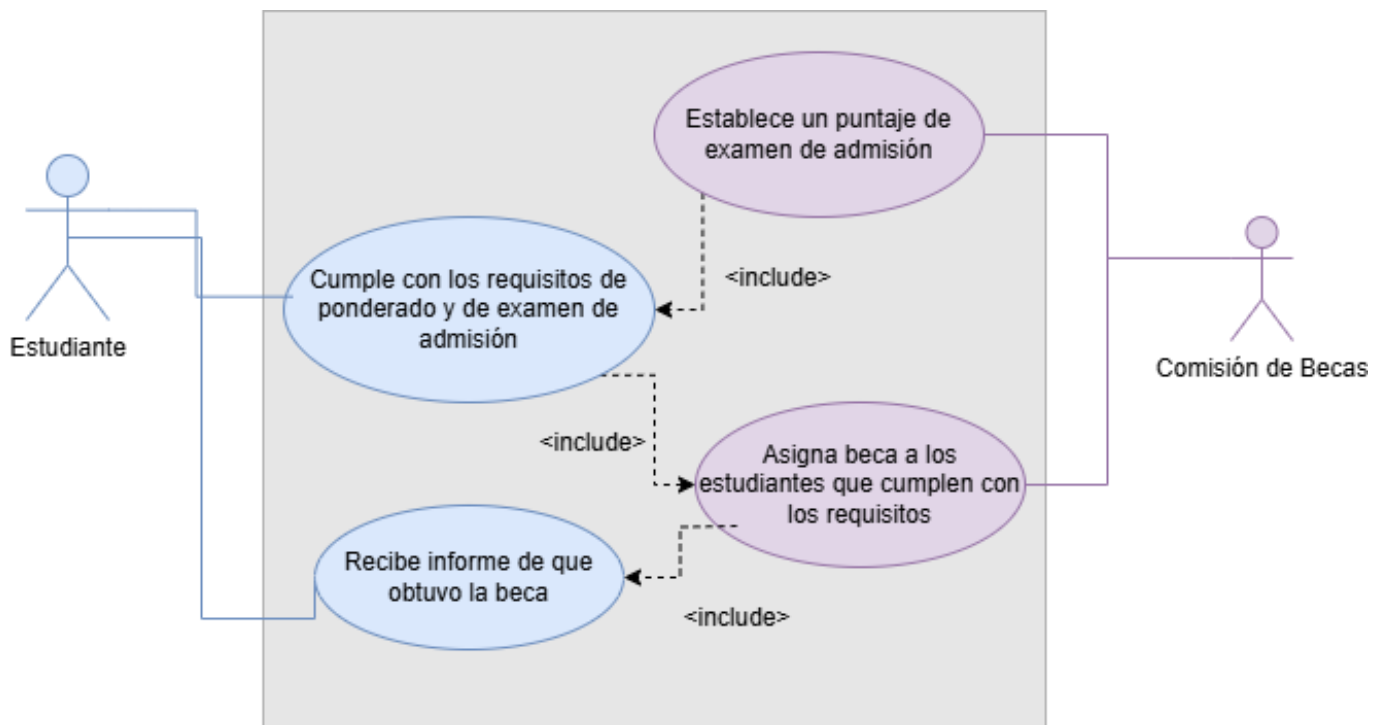 Establece un puntaje de
examen de admisión
<include>
Cumple con los requisitos de
ponderado y de examen de
admisión
Estudiante
Comisión de Becas
<include>
Asigna beca a los
estudiantes que cumplen con
los requisitos
Recibe informe de que
obtuvo la beca
<include>